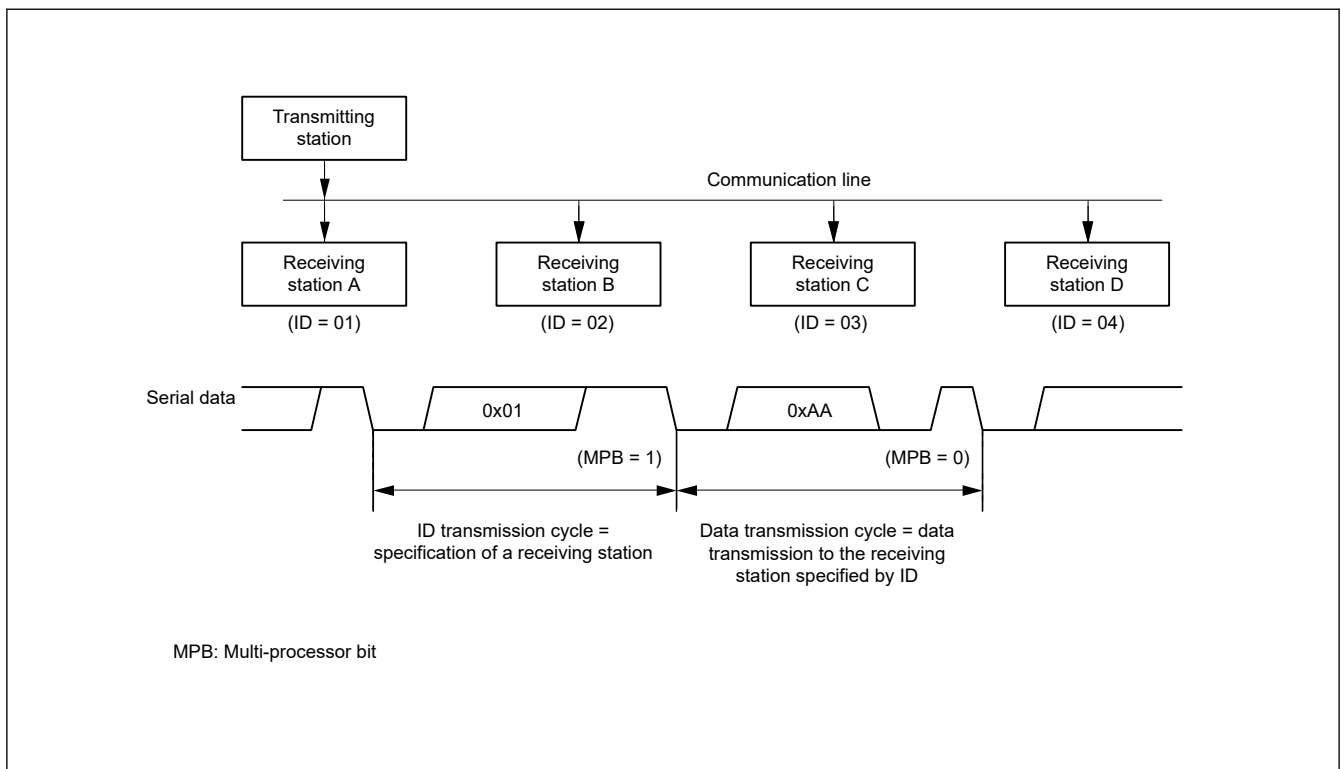 Transmitting
station
Communication line
Receiving
station A
Receiving
station B
Receiving
station C
Receiving
station D
(ID = 01)
(ID = 02)
(ID = 03)
(ID = 04)
Serial data
0x01
0xAA
(MPB = 1)
(MPB = 0)
ID transmission cycle =
specification of a receiving station
Data transmission cycle = data
transmission to the receiving
station specified by ID
MPB: Multi-processor bit